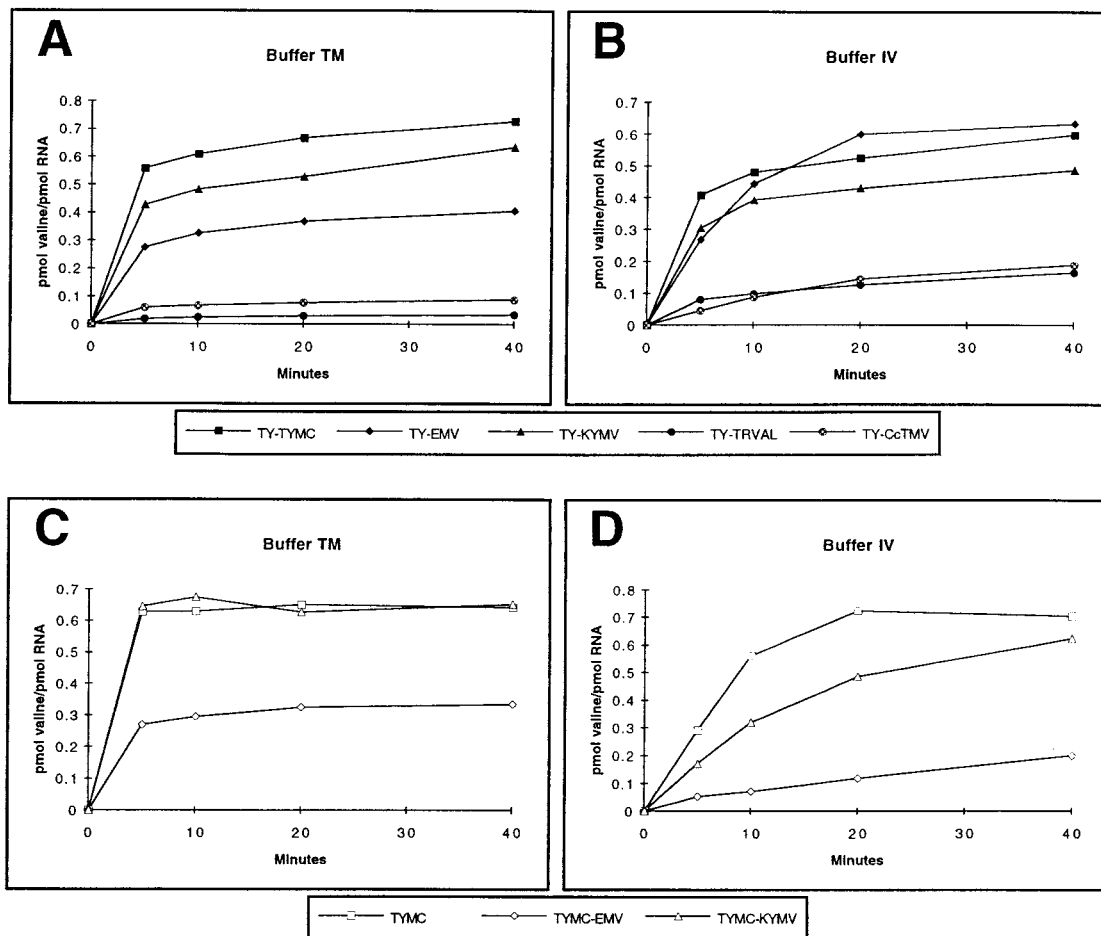 A
Buffer TM
pmol valine/pmol RNA
0.8
0.7
0.6
0.5
0.4
0.3
0.2
0.1
0
0 10 20 30 40
Minutes
B
Buffer IV
pmol valine/pmol RNA
0.7
0.6
0.5
0.4
0.3
0.2
0.1
0
0 10 20 30 40
Minutes
TY-TYMC TY-EMV TY-KYMV TY-TRVAL TY-CcTMV
C
Buffer TM
pmol valine/pmol RNA
0.7
0.6
0.5
0.4
0.3
0.2
0.1
0
0 10 20 30 40
Minutes
D
Buffer IV
pmol valine/pmol RNA
0.8
0.7
0.6
0.5
0.4
0.3
0.2
0.1
0
0 10 20 30 40
Minutes
TYMC TYMC-EMV TYMC-KYMV